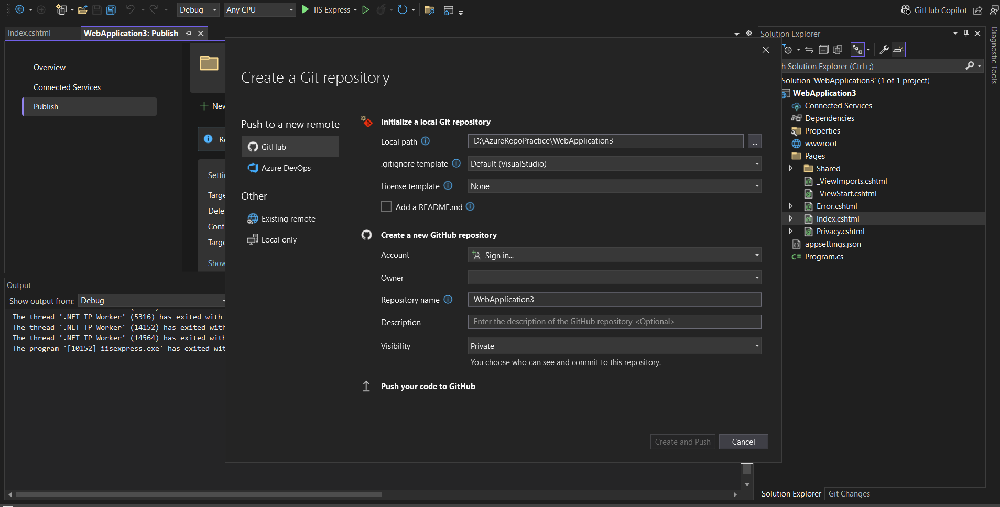 Debug
Any CPU
IIS Express
GitHub Copilot
Index.cshtml
WebApplication3: Publish
Overview
Connected Services
Publish
New
Setti
Targe
Dele
Conf
Targe
Show
Create a Git repository
Push to a new remote
GitHub
Azure DevOps
Other
Existing remote
Local only
Initialize a local Git repository
Local path
D:\AzureRepoPractice\WebApplication3
...
.gitignore template
Default (VisualStudio)
License template
None
Add a README.md
Create a new GitHub repository
Account
Sign in...
Owner
Repository name
WebApplication3
Description
Enter the description of the GitHub repository <Optional>
Visibility
Private
You choose who can see and commit to this repository.
Push your code to GitHub
Create and Push
Cancel
Solution Explorer
h Solution Explorer (Ctrl+;)
Solution 'WebApplication3' (1 of 1 project)
WebApplication3
Connected Services
Dependencies
Properties
wwwroot
Pages
Shared
_ViewImports.cshtml
_ViewStart.cshtml
Error.cshtml
Index.cshtml
Privacy.cshtml
appsettings.json
C# Program.cs
Solution Explorer
Git Changes
Diagnostic Tools
Output
Show output from:
Debug
The thread '.NET TP Worker' (5316) has exited with
The thread '.NET TP Worker' (14152) has exited with
The thread '.NET TP Worker' (14564) has exited with
The program '[10152] iisexpress.exe' has exited wit